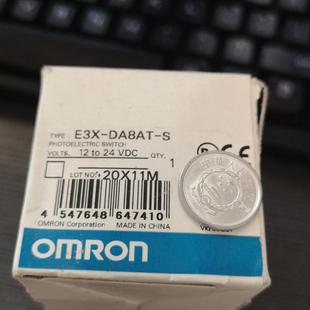 TYPE E3X-DA8AT-S
PHOTOELECTRIC SWITCH
VOLTS. 12 to 24 VDC QTY.
1
LOT NO. 20X11M
4 547648 647410
OMRON Corporation MADE IN CHINA
OMRON